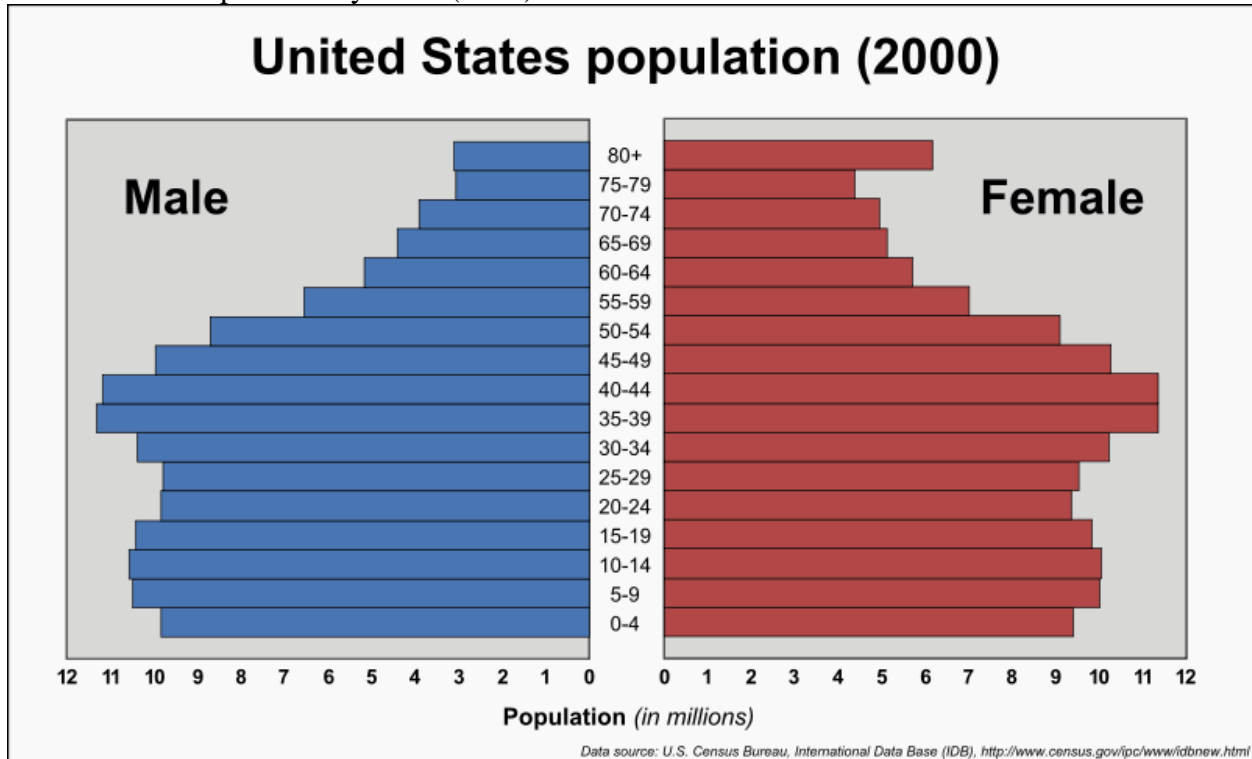 United States population (2000)
Male
Female
80+
75-79
70-74
65-69
60-64
55-59
50-54
45-49
40-44
35-39
30-34
25-29
20-24
15-19
10-14
5-9
0-4
12 11 10 9 8 7 6 5 4 3 2 1 0 0 1 2 3 4 5 6 7 8 9 10 11 12
Population (in millions)
Data source: U.S. Census Bureau, International Data Base (IDB), http://www.census.gov/ipc/www/idbnew.html